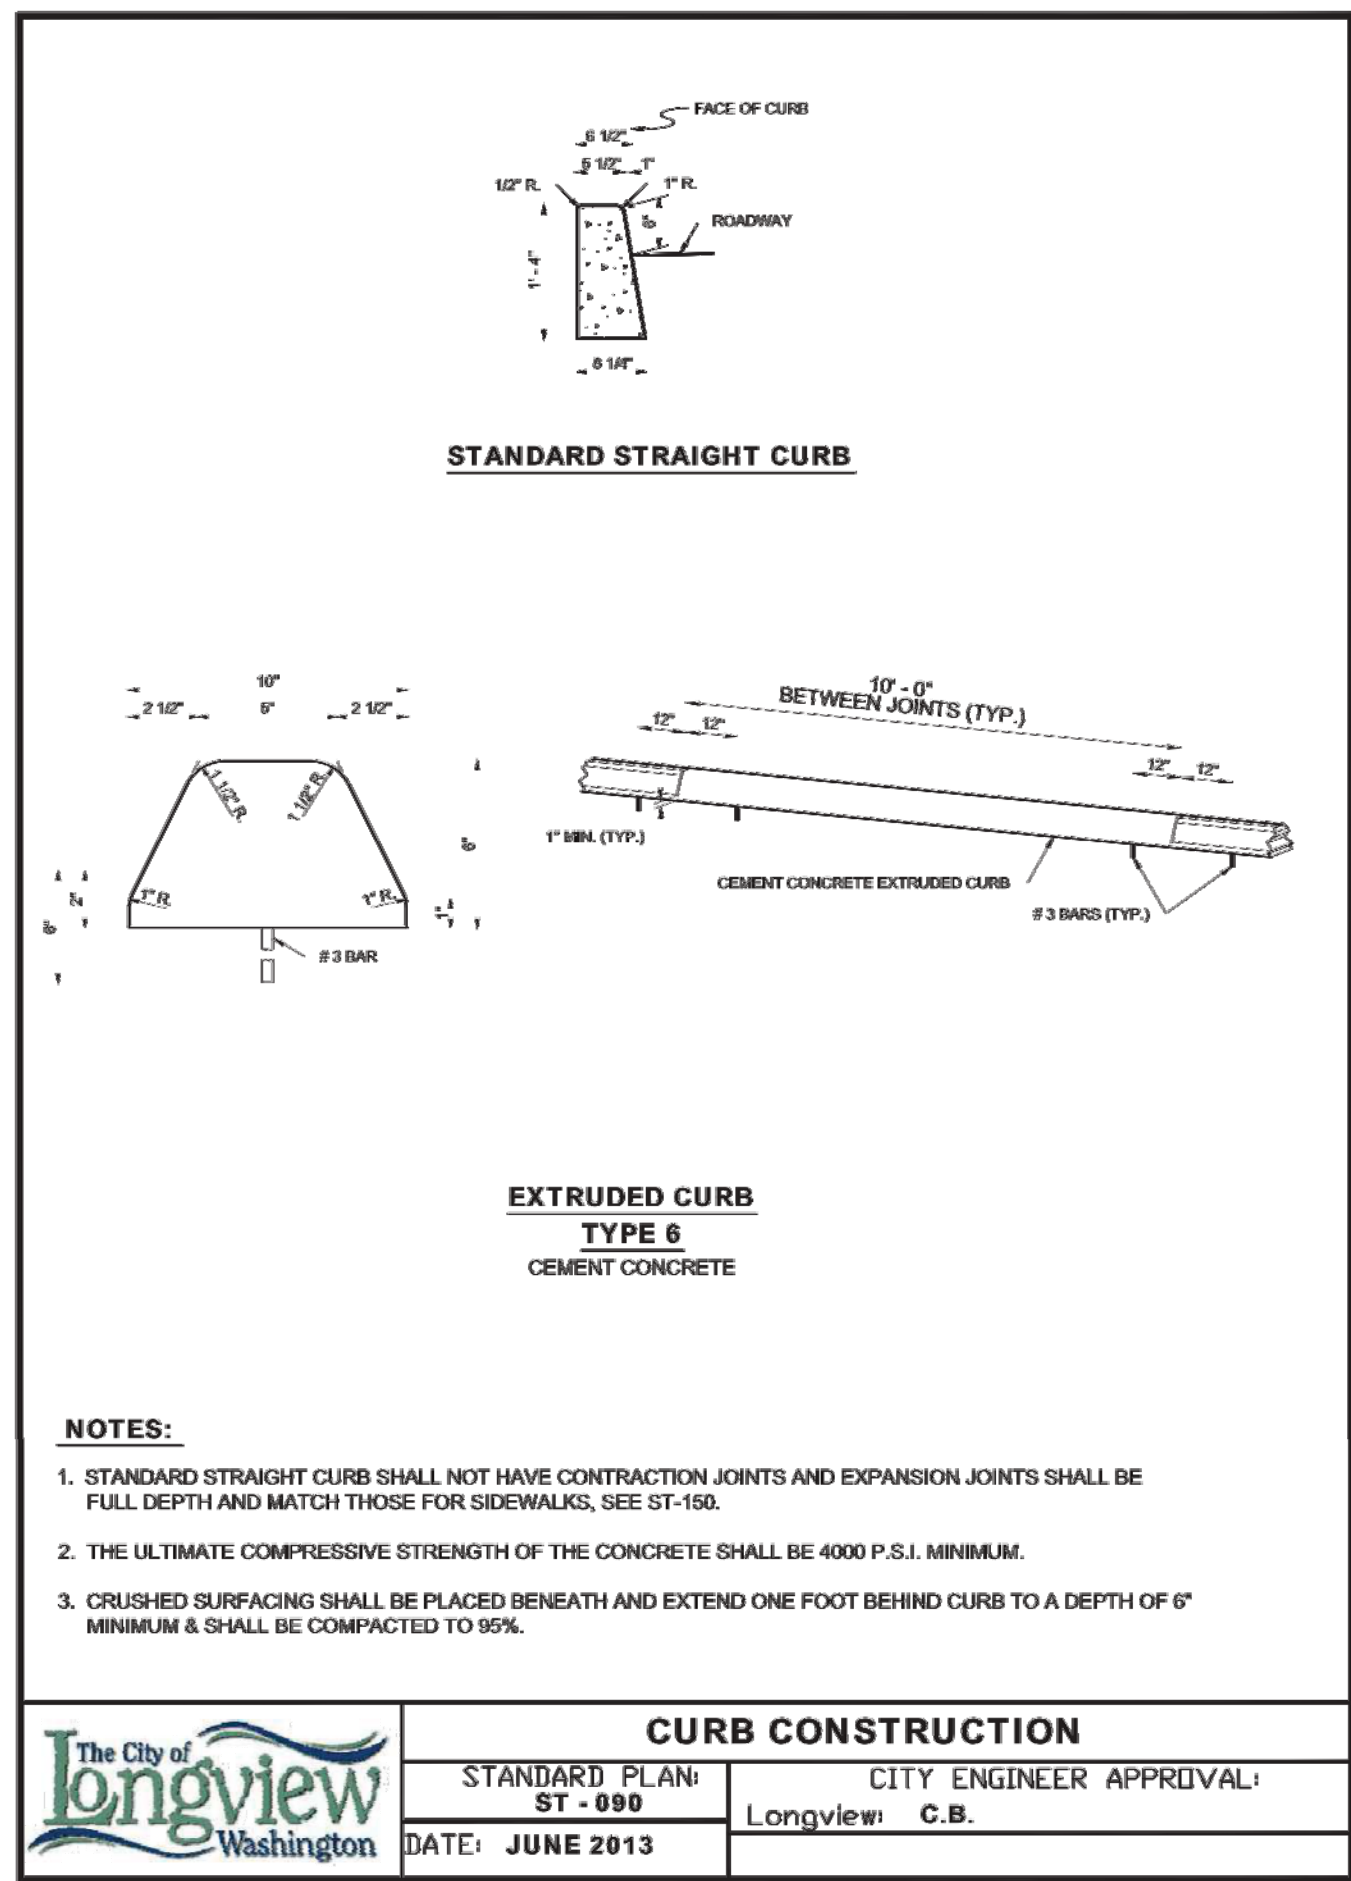 FACE OF CURB
6 1/2"
5 1/2" 1"
1/2" R.
1" R.
6"
ROADWAY
1' - 4"
8 1/4"
STANDARD STRAIGHT CURB
10"
2 1/2" 5" 2 1/2"
1 1/2" R.
1 1/2" R.
6"
1" R.
1" R.
2"
6"
1"
# 3 BAR
10' - 0"
BETWEEN JOINTS (TYP.)
12" 12"
12" 12"
1" MIN. (TYP.)
CEMENT CONCRETE EXTRUDED CURB
# 3 BARS (TYP.)
EXTRUDED CURB
TYPE 6
CEMENT CONCRETE
NOTES:
1. STANDARD STRAIGHT CURB SHALL NOT HAVE CONTRACTION JOINTS AND EXPANSION JOINTS SHALL BE
FULL DEPTH AND MATCH THOSE FOR SIDEWALKS, SEE ST-150.
2. THE ULTIMATE COMPRESSIVE STRENGTH OF THE CONCRETE SHALL BE 4000 P.S.I. MINIMUM.
3. CRUSHED SURFACING SHALL BE PLACED BENEATH AND EXTEND ONE FOOT BEHIND CURB TO A DEPTH OF 6"
MINIMUM & SHALL BE COMPACTED TO 95%.
The City of
Longview
Washington
CURB CONSTRUCTION
STANDARD PLAN:
ST - 090
CITY ENGINEER APPROVAL:
Longview: C.B.
DATE: JUNE 2013